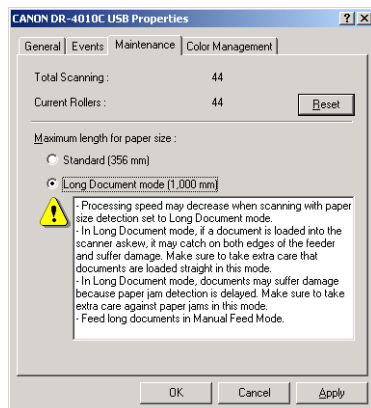 CANON DR-4010C USB Properties
General Events Maintenance Color Management
Total Scanning : 44
Current Rollers : 44 Reset
Maximum length for paper size :
Standard (356 mm)
Long Document mode (1,000 mm)
- Processing speed may decrease when scanning with paper
size detection set to Long Document mode.
- In Long Document mode, if a document is loaded into the
scanner askew, it may catch on both edges of the feeder
and suffer damage. Make sure to take extra care that
documents are loaded straight in this mode.
- In Long Document mode, documents may suffer damage
because paper jam detection is delayed. Make sure to take
extra care against paper jams in this mode.
- Feed long documents in Manual Feed Mode.
OK Cancel Apply